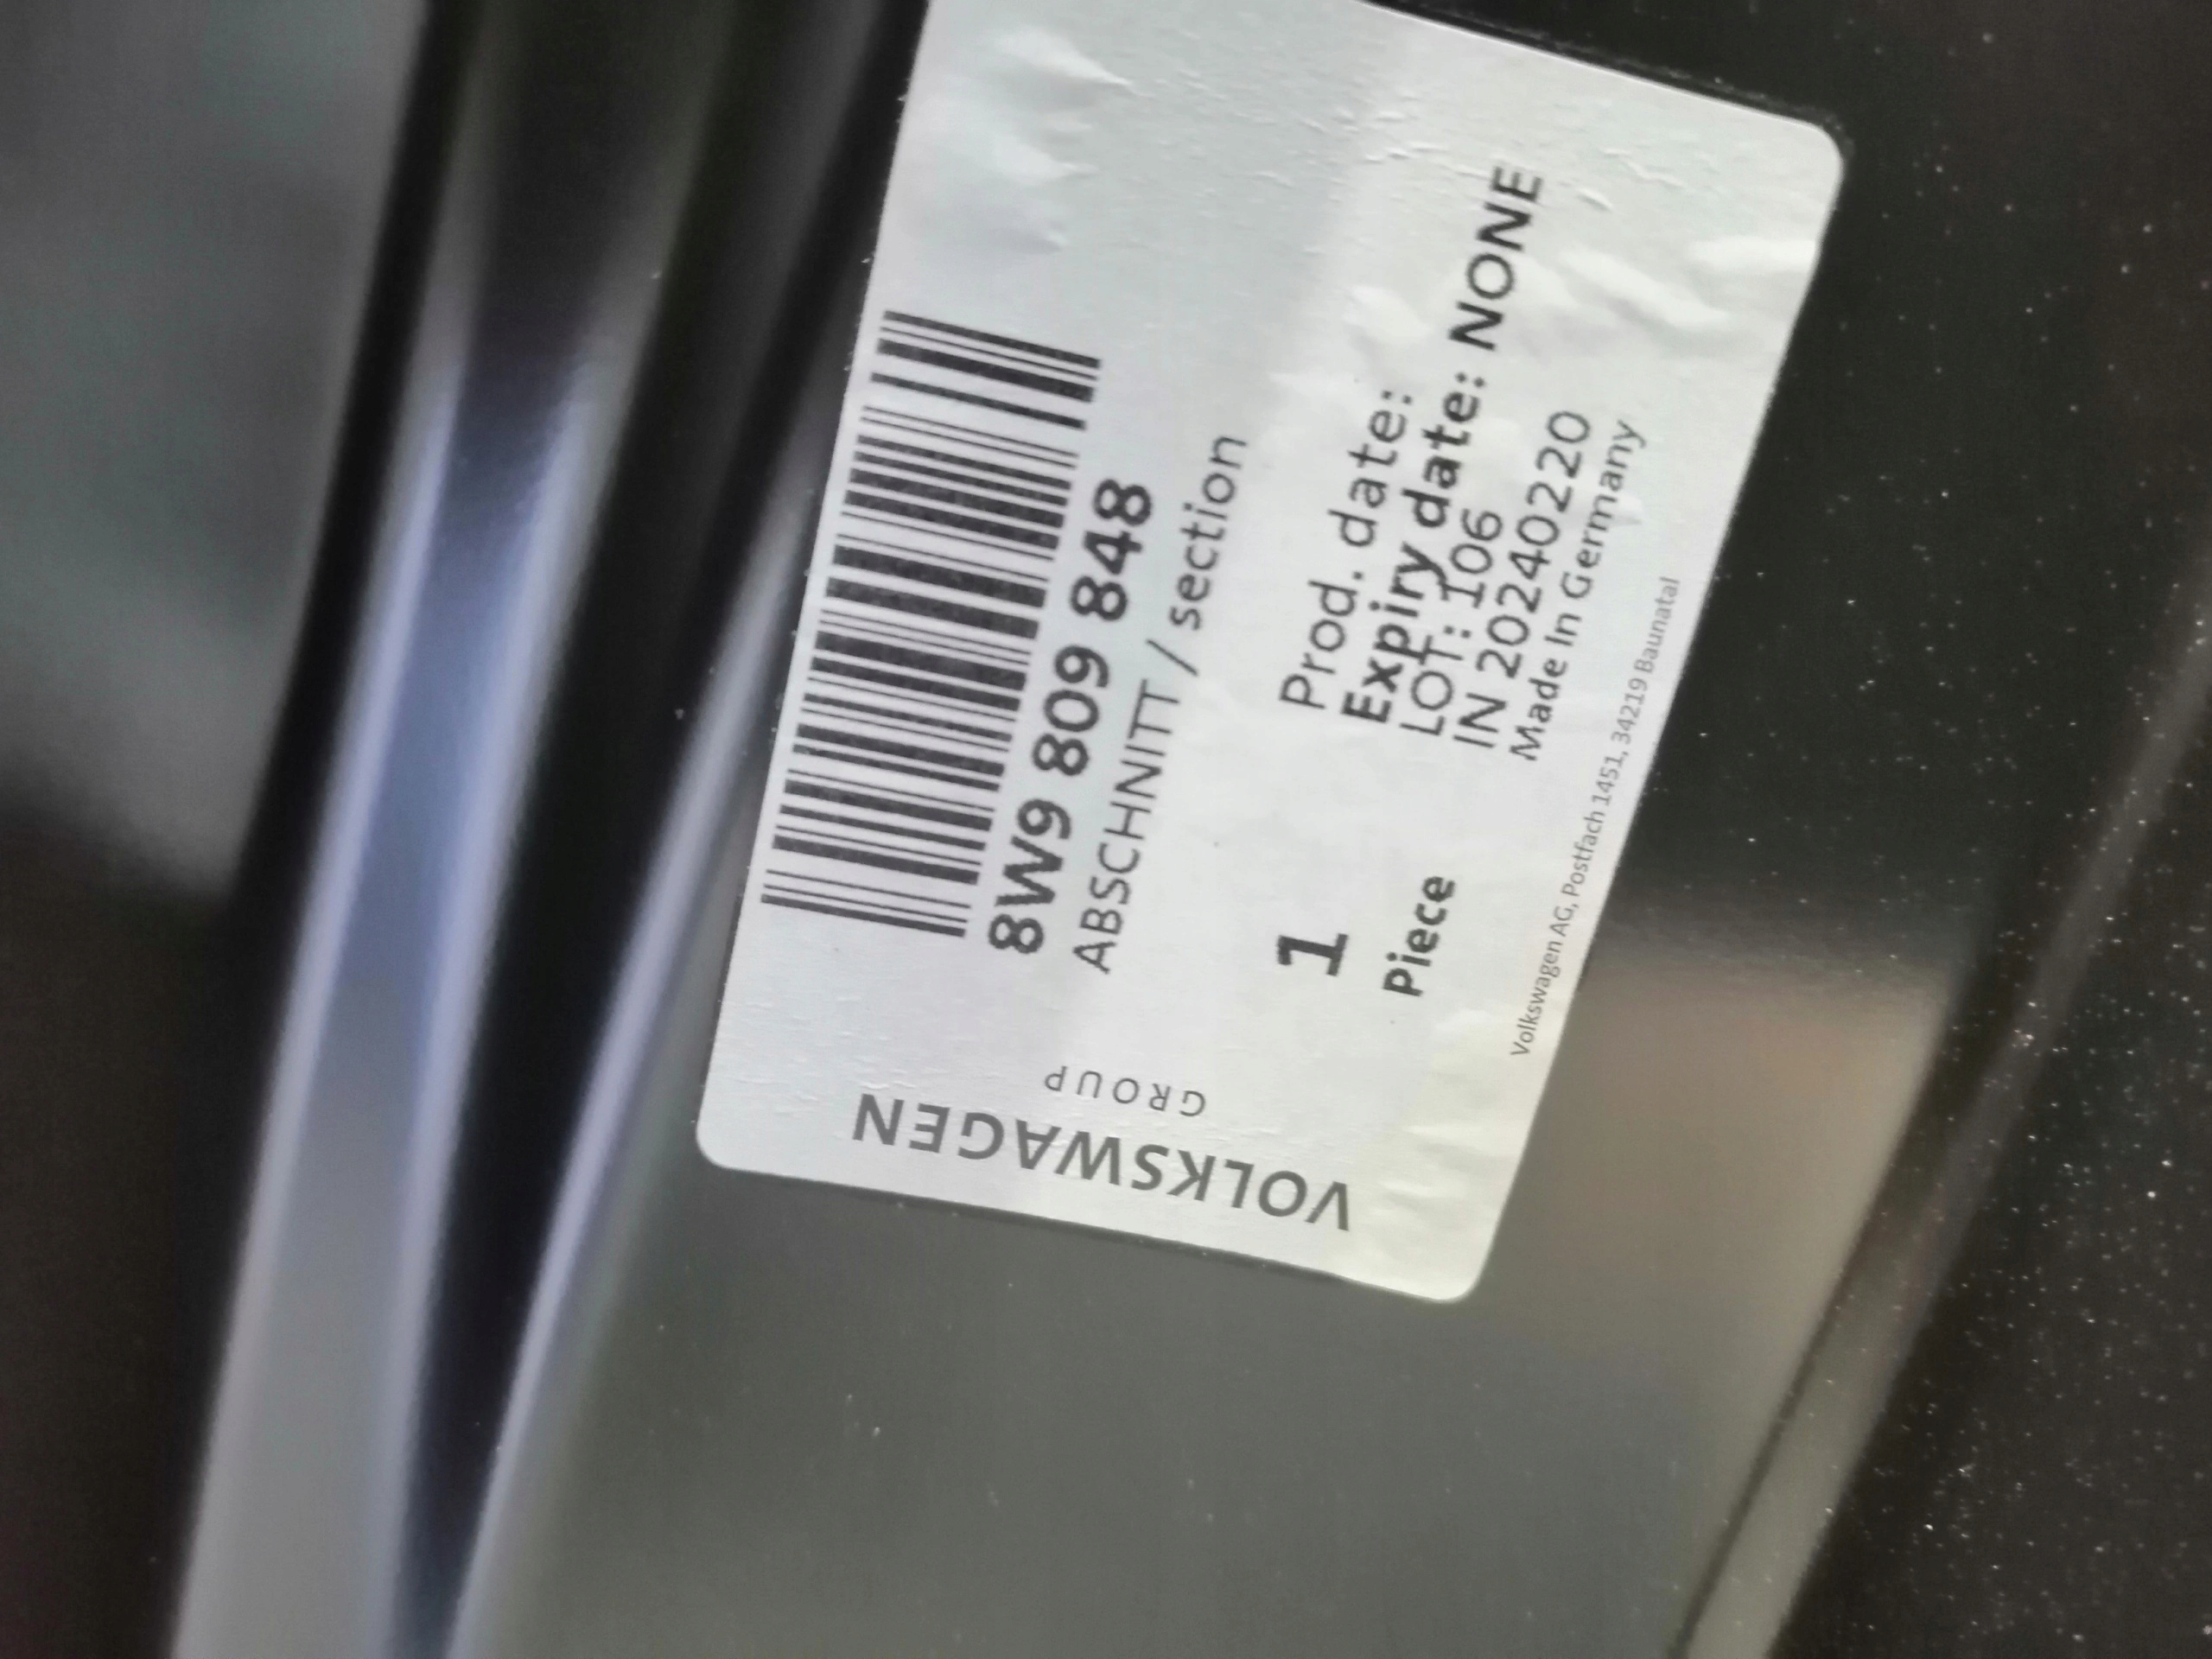 VOLKSWAGEN
GROUP
8W9 809 848
ABSCHNITT / section
1
Piece
Prod. date:
Expiry date: NONE
LOT: 106
IN 20240220
Made In Germany
Volkswagen AG, Postfach 1451, 34219 Baunatal